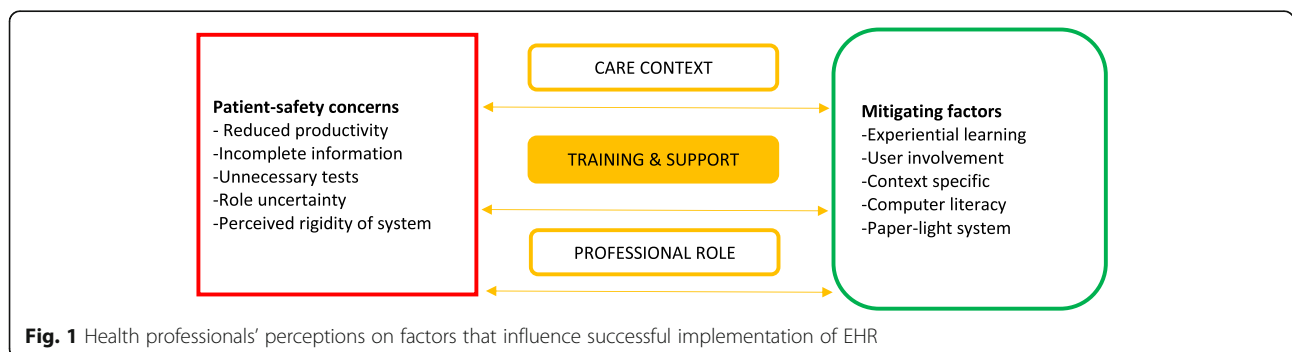 Patient-safety concerns
- Reduced productivity
-Incomplete information
-Unnecessary tests
-Role uncertainty
-Perceived rigidity of system
CARE CONTEXT
TRAINING & SUPPORT
PROFESSIONAL ROLE
Mitigating factors
-Experiential learning
-User involvement
-Context specific
-Computer literacy
-Paper-light system
Fig. 1 Health professionals’ perceptions on factors that influence successful implementation of EHR